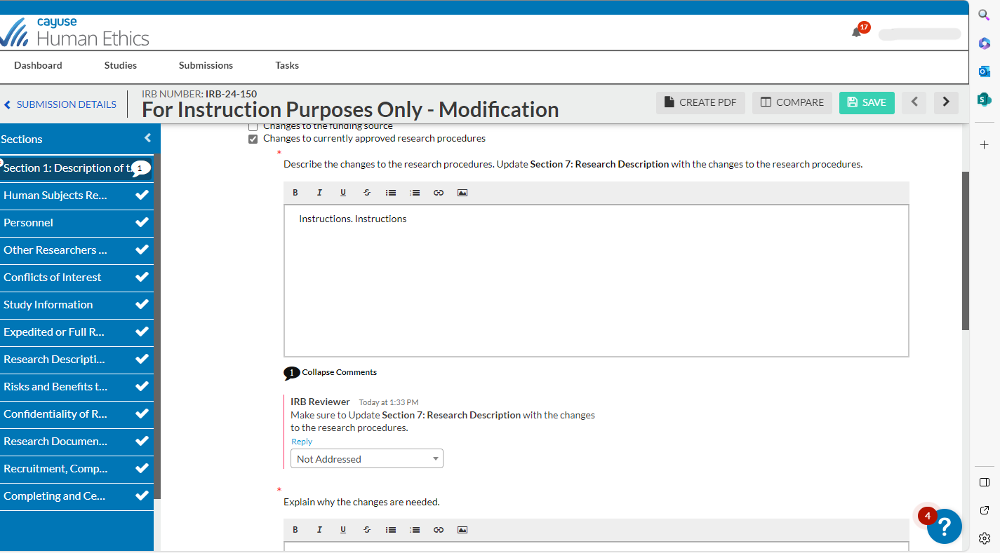 cayuse
Human Ethics
17
Dashboard
Studies
Submissions
Tasks
SUBMISSION DETAILS
IRB NUMBER: IRB-24-150
For Instruction Purposes Only - Modification
CREATE PDF
COMPARE
SAVE
Sections
Section 1: Description of t...
1
Human Subjects Re...
Personnel
Other Researchers ...
Conflicts of Interest
Study Information
Expedited or Full R...
Research Descripti...
Risks and Benefits t...
Confidentiality of R...
Research Documen...
Recruitment, Comp...
Completing and Ce...
Changes to the funding source
Changes to currently approved research procedures
*
Describe the changes to the research procedures. Update Section 7: Research Description with the changes to the research procedures.
B I U S
Instructions. Instructions
1 Collapse Comments
IRB Reviewer Today at 1:33 PM
Make sure to Update Section 7: Research Description with the changes
to the research procedures.
Reply
Not Addressed
*
Explain why the changes are needed.
B I U S
4
?